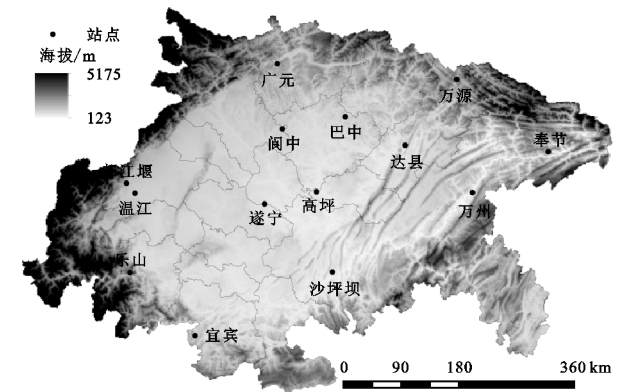 站点
海拔/m
5175
123
广元
万源
巴中
阆中
奉节
达县
江堰
温江
遂宁
高坪
万州
乐山
沙坪坝
宜宾
0 90 180 360 km